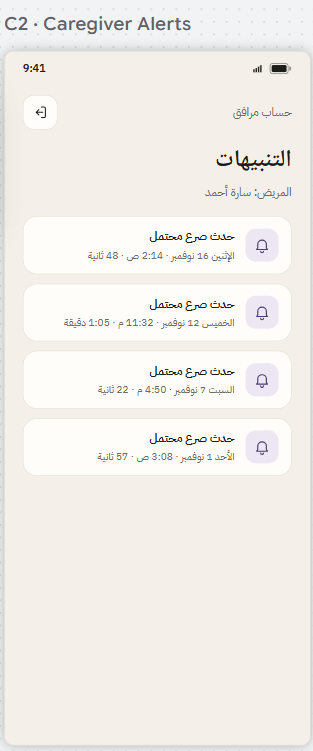 C2 · Caregiver Alerts
9:41
حساب مرافق
التنبيهات
المريض: سارة أحمد
حدث صرع محتمل
الإثنين 16 نوفمبر · 2:14 ص · 48 ثانية
حدث صرع محتمل
الخميس 12 نوفمبر · 11:32 م · 1:05 دقيقة
حدث صرع محتمل
السبت 7 نوفمبر · 4:50 م · 22 ثانية
حدث صرع محتمل
الأحد 1 نوفمبر · 3:08 ص · 57 ثانية